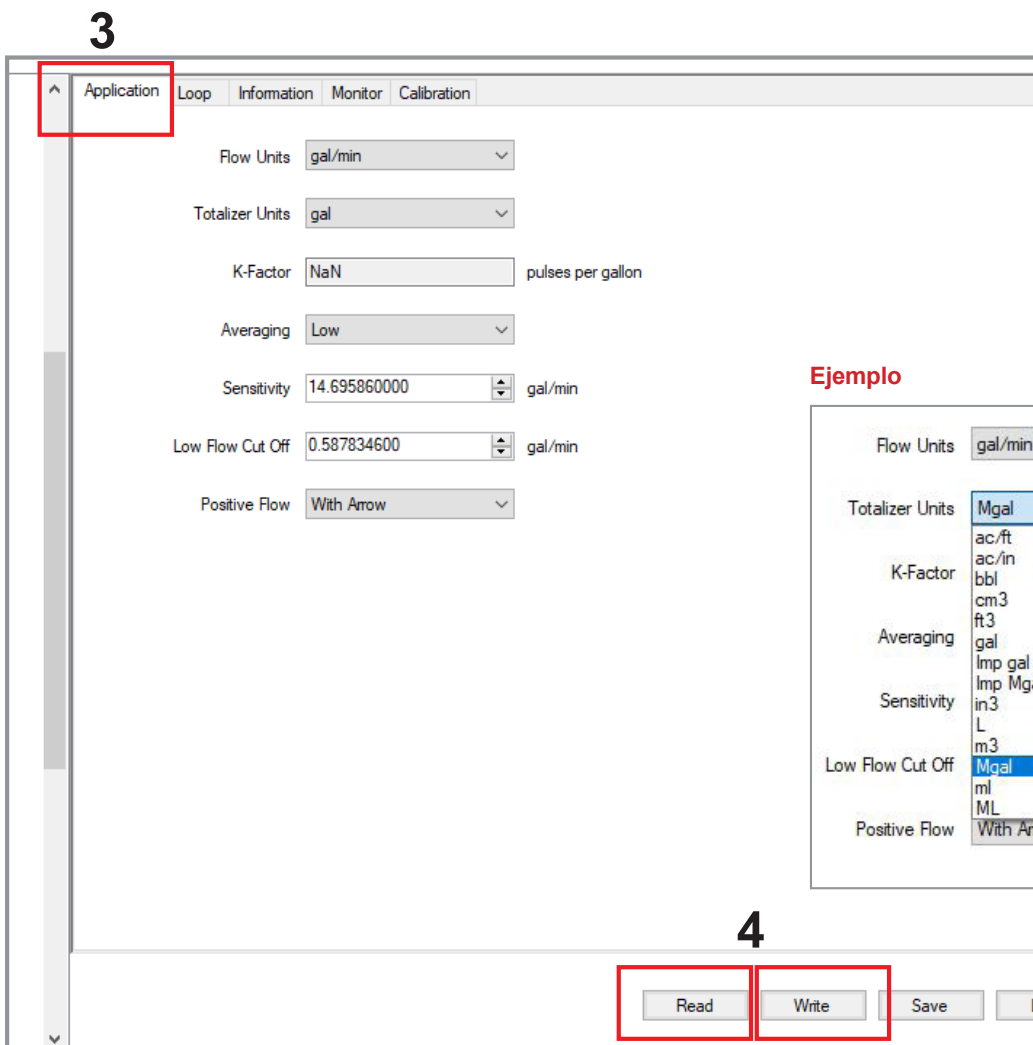 3
Application Loop Information Monitor Calibration
Flow Units gal/min
Totalizer Units gal
K-Factor NaN pulses per gallon
Averaging Low
Sensitivity 14.695860000 gal/min
Low Flow Cut Off 0.587834600 gal/min
Positive Flow With Arrow
Ejemplo
Flow Units gal/min
Totalizer Units Mgal
ac/ft
ac/in
K-Factor bbl
cm3
ft3
Averaging gal
Imp gal
Imp
Sensitivity in3
L
m3
Low Flow Cut Off Mgal
ml
ML
Positive Flow With
4
Read Write Save